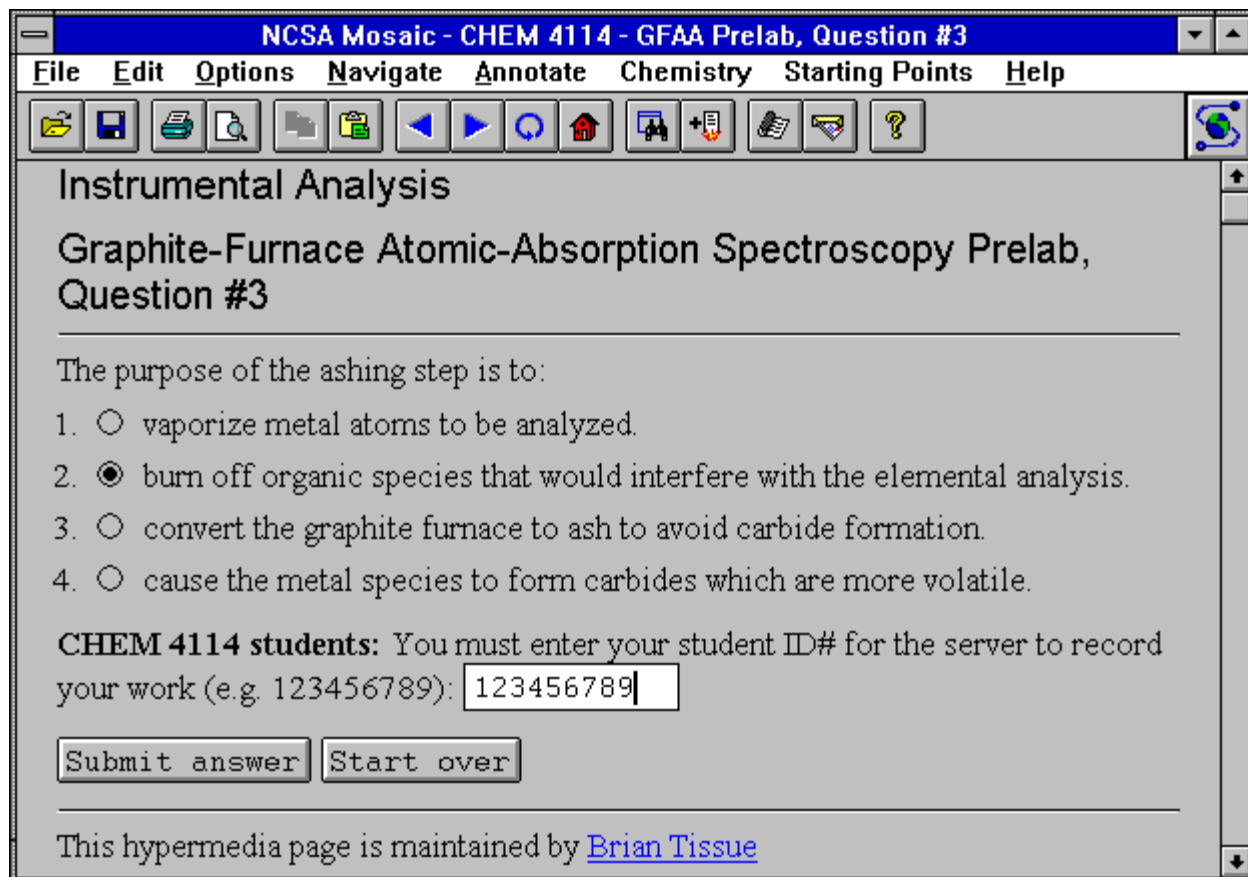 NCSA Mosaic - CHEM 4114 - GFAA Prelab, Question #3
File Edit Options Navigate Annotate Chemistry Starting Points Help
Instrumental Analysis
Graphite-Furnace Atomic-Absorption Spectroscopy Prelab,
Question #3
The purpose of the ashing step is to:
1. vaporize metal atoms to be analyzed.
2. burn off organic species that would interfere with the elemental analysis.
3. convert the graphite furnace to ash to avoid carbide formation.
4. cause the metal species to form carbides which are more volatile.
CHEM 4114 students: You must enter your student ID# for the server to record
your work (e.g. 123456789): 123456789
Submit answer Start over
This hypermedia page is maintained by Brian Tissue